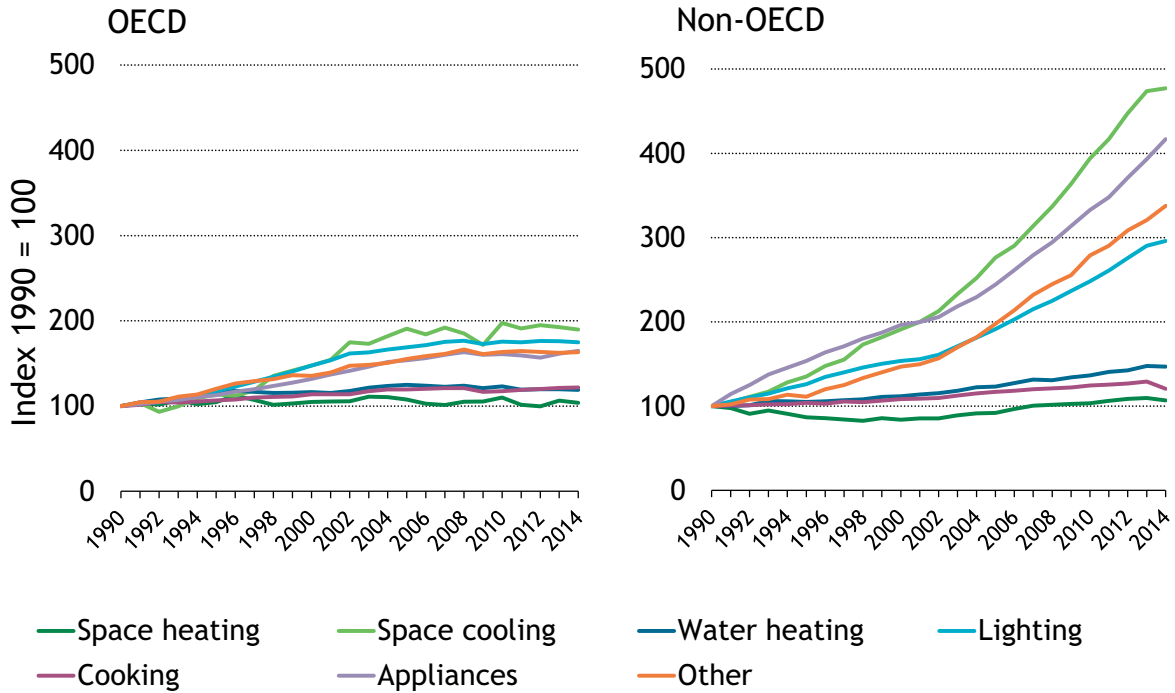 OECD
Non-OECD
500
400
300
200
100
0
Index 1990 = 100
1990 1992 1994 1996 1998 2000 2002 2004 2006 2008 2010 2012 2014
500
400
300
200
100
0
1990 1992 1994 1996 1998 2000 2002 2004 2006 2008 2010 2012 2014
Space heating Space cooling Water heating Lighting
Cooking Appliances Other